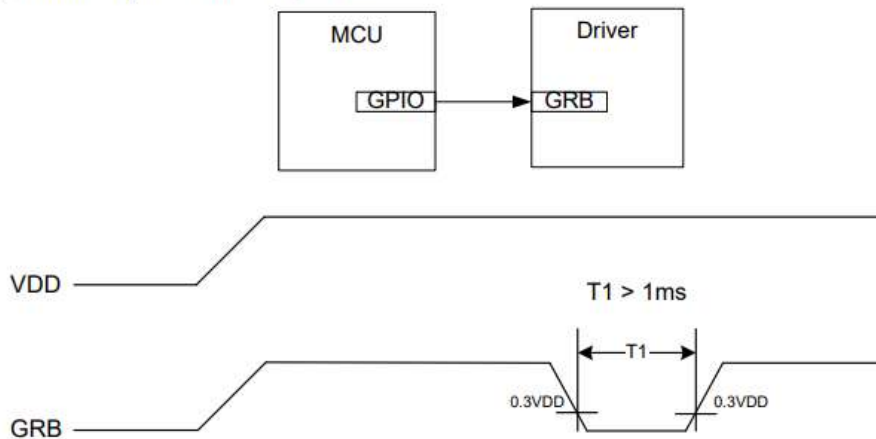 MCU
Driver
GPIO
GRB
VDD
T1 > 1ms
T1
0.3VDD
0.3VDD
GRB